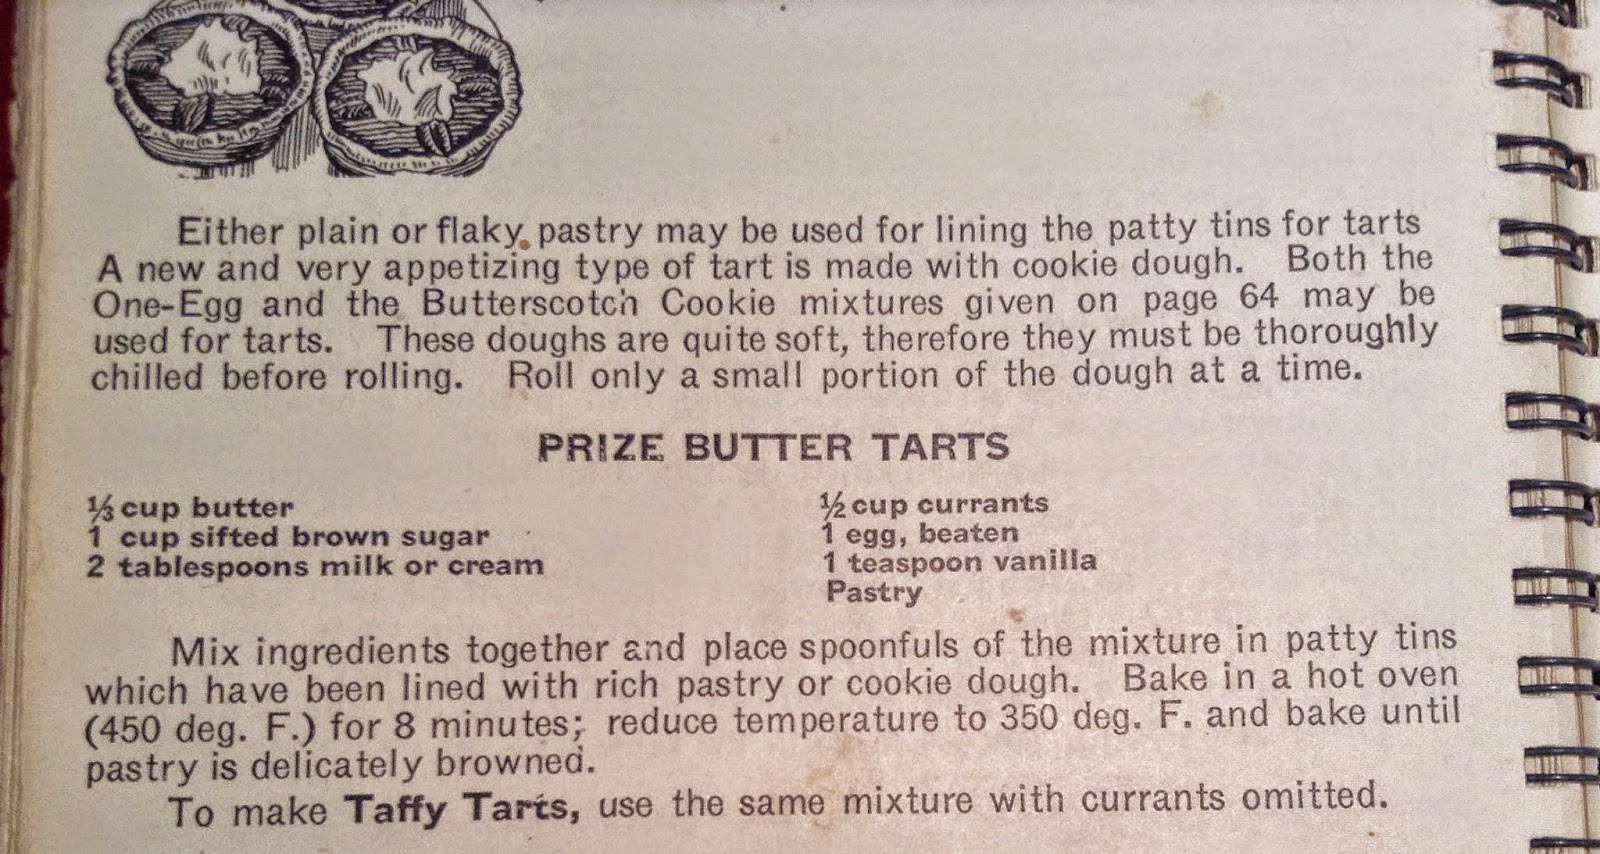 Either plain or flaky pastry may be used for lining the patty tins for tarts
A new and very appetizing type of tart is made with cookie dough. Both the
One-Egg and the Butterscotch Cookie mixtures given on page 64 may be
used for tarts. These doughs are quite soft, therefore they must be thoroughly
chilled before rolling. Roll only a small portion of the dough at a time.
PRIZE BUTTER TARTS
⅓ cup butter
1 cup sifted brown sugar
2 tablespoons milk or cream
½ cup currants
1 egg, beaten
1 teaspoon vanilla
Pastry
Mix ingredients together and place spoonfuls of the mixture in patty tins
which have been lined with rich pastry or cookie dough. Bake in a hot oven
(450 deg. F.) for 8 minutes; reduce temperature to 350 deg. F. and bake until
pastry is delicately browned.
To make Taffy Tarts, use the same mixture with currants omitted.